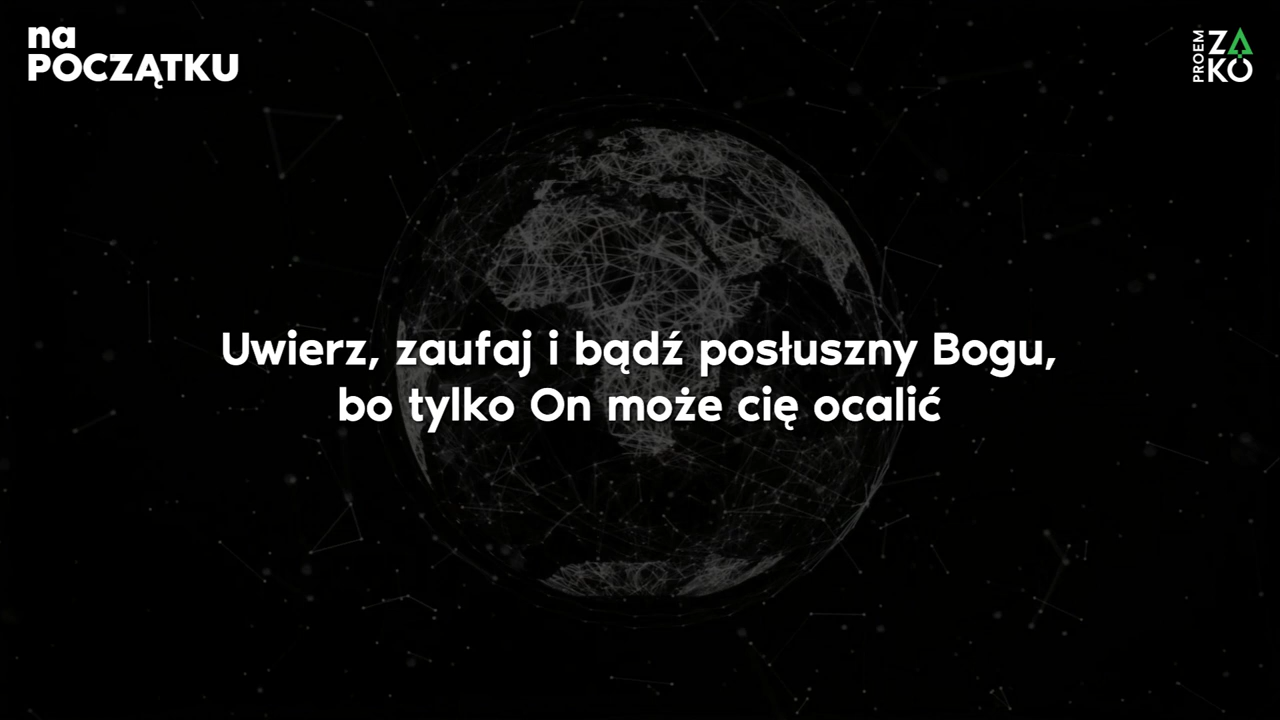 na
POCZĄTKU
PROEM
ZA
KO
Uwierz, zaufaj i bądź posłuszny Bogu,
bo tylko On może cię ocalić